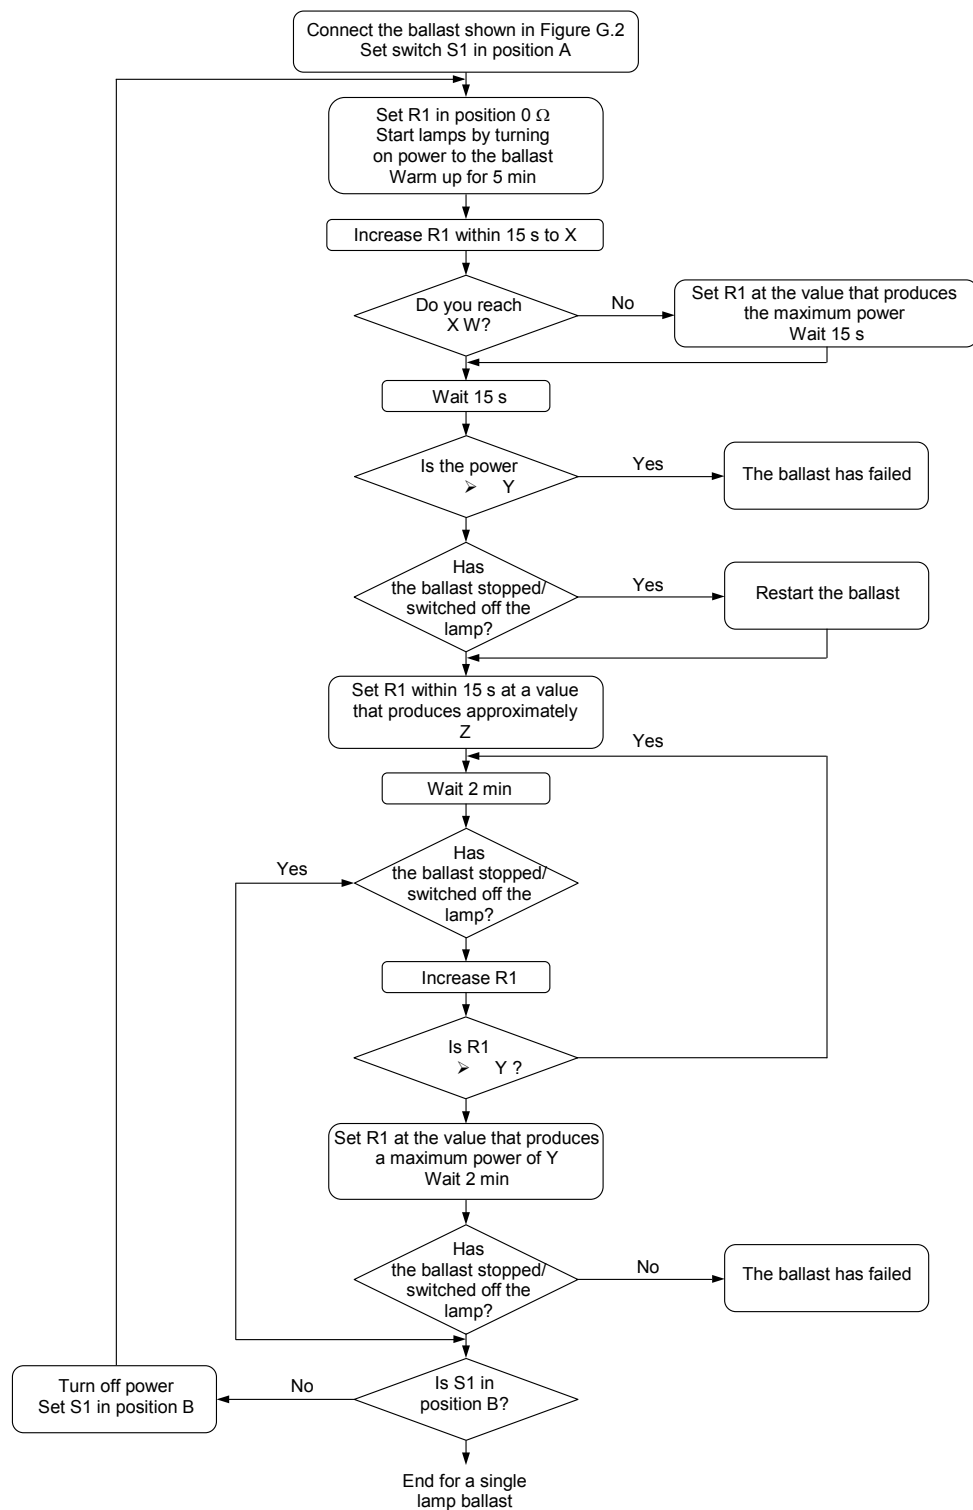 Connect the ballast shown in Figure G.2
Set switch S1 in position A
Set R1 in position 0 Ω
Start lamps by turning
on power to the ballast
Warm up for 5 min
Increase R1 within 15 s to X
Do you reach
X W?
No
Set R1 at the value that produces
the maximum power
Wait 15 s
Wait 15 s
Is the power
➢ Y
Yes
The ballast has failed
Has
the ballast stopped/
switched off the
lamp?
Yes
Restart the ballast
Set R1 within 15 s at a value
that produces approximately
Z
Yes
Wait 2 min
Yes
Has
the ballast stopped/
switched off the
lamp?
Increase R1
Is R1
➢ Y ?
Set R1 at the value that produces
a maximum power of Y
Wait 2 min
Has
the ballast stopped/
switched off the
lamp?
No
The ballast has failed
Is S1 in
position B?
No
Turn off power
Set S1 in position B
End for a single
lamp ballast